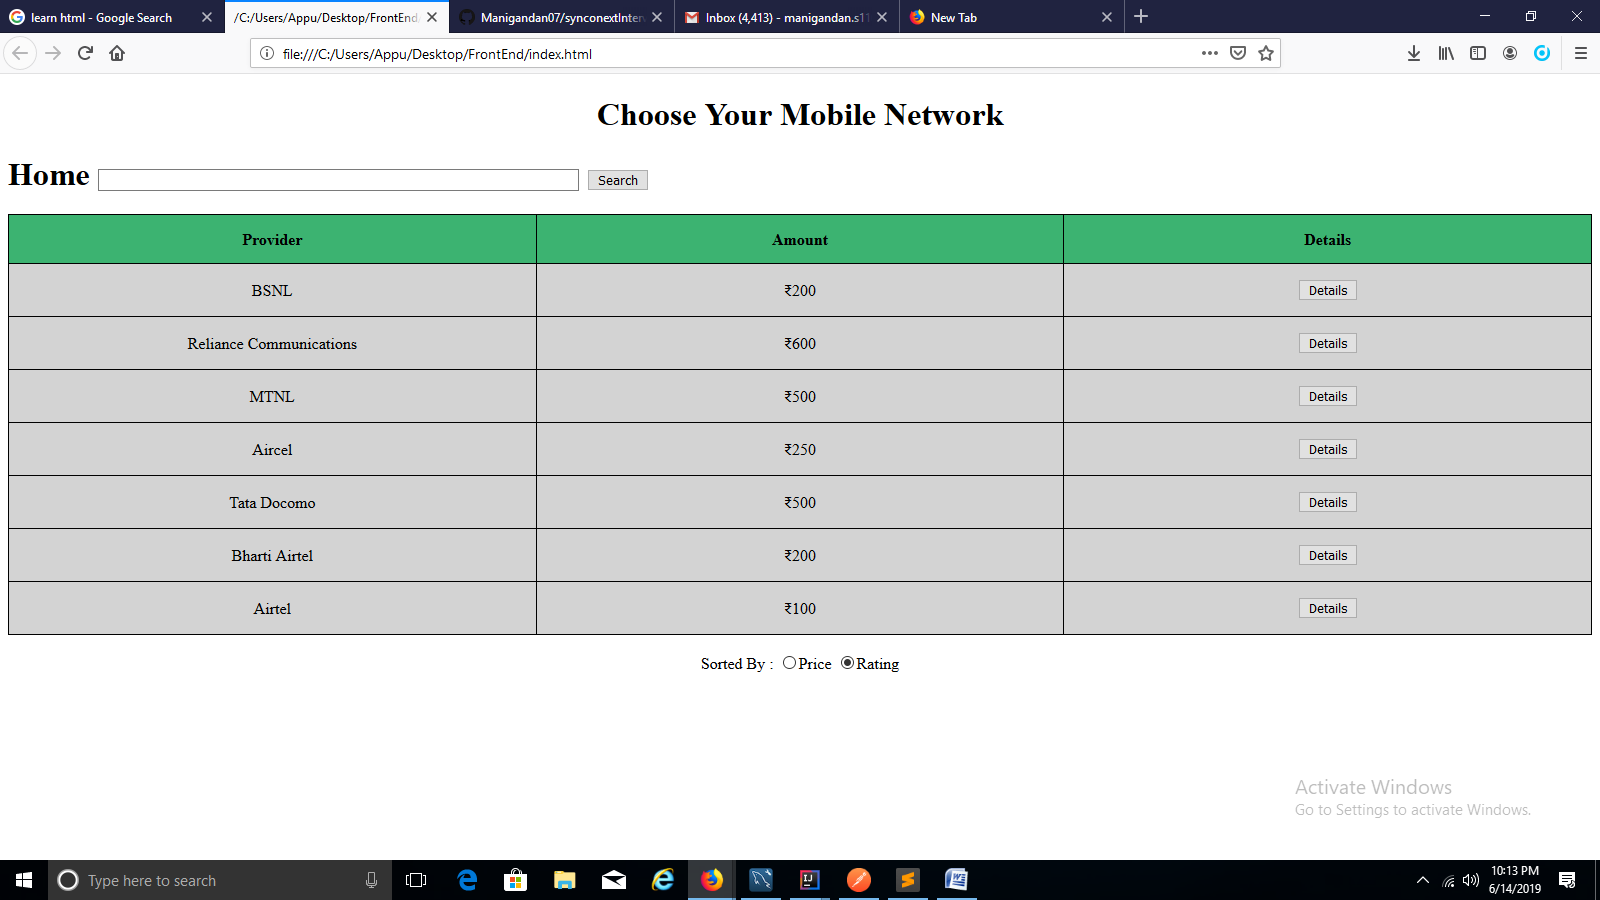 learn html - Google Search
/C:/Users/Appu/Desktop/FrontEnd/
Manigandan07/synconextInter
Inbox (4,413) - manigandan.s11
New Tab
file:///C:/Users/Appu/Desktop/FrontEnd/index.html
Choose Your Mobile Network
Home Search
Provider Amount Details
BSNL ₹200 Details
Reliance Communications ₹600 Details
MTNL ₹500 Details
Aircel ₹250 Details
Tata Docomo ₹500 Details
Bharti Airtel ₹200 Details
Airtel ₹100 Details
Sorted By : Price Rating
Activate Windows
Go to Settings to activate Windows.
Type here to search
10:13 PM
6/14/2019